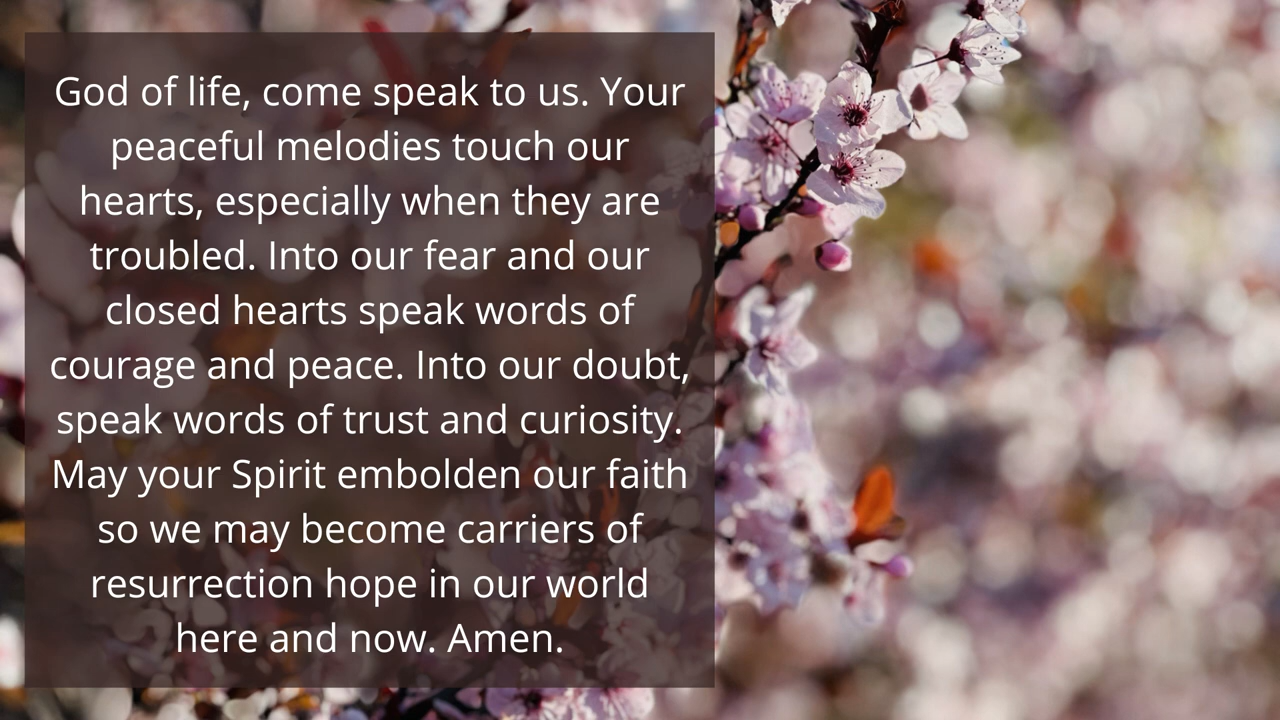 God of life, come speak to us. Your
peaceful melodies touch our
hearts, especially when they are
troubled. Into our fear and our
closed hearts speak words of
courage and peace. Into our doubt,
speak words of trust and curiosity.
May your Spirit embolden our faith
so we may become carriers of
resurrection hope in our world
here and now. Amen.